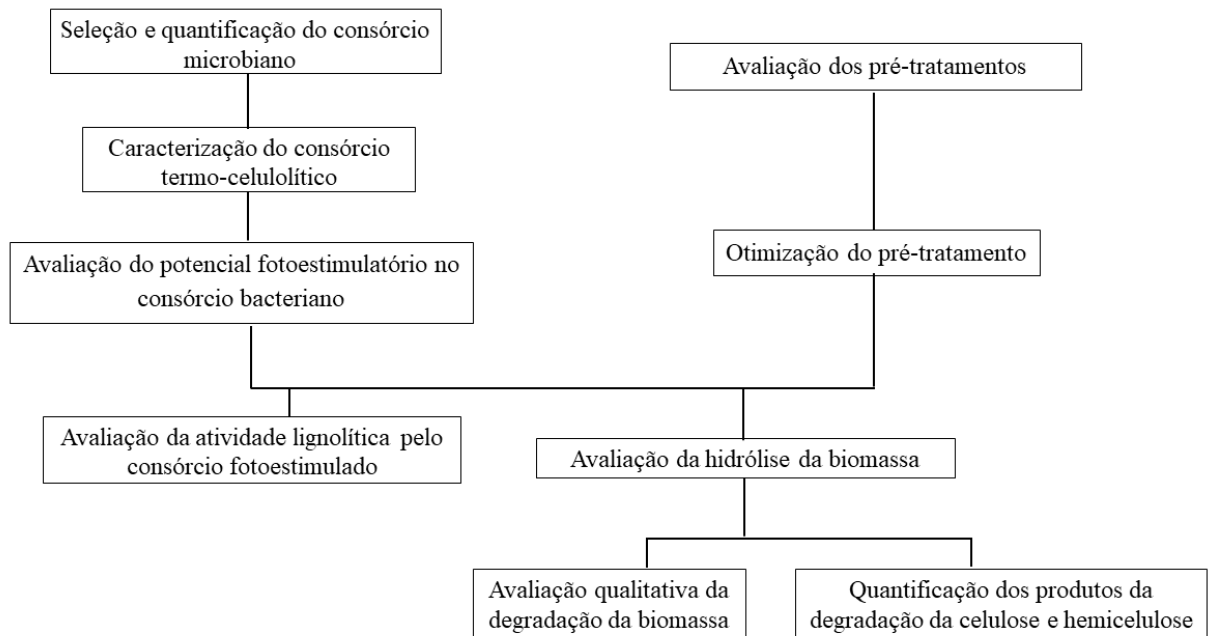 Seleção e quantificação do consórcio
microbiano
Avaliação dos pré-tratamentos
Caracterização do consórcio
termo-celulolítico
Avaliação do potencial fotoestimulatório no
consórcio bacteriano
Otimização do pré-tratamento
Avaliação da atividade lignolítica pelo
consórcio fotoestimulado
Avaliação da hidrólise da biomassa
Avaliação qualitativa da
degradação da biomassa
Quantificação dos produtos da
degradação da celulose e hemicelulose